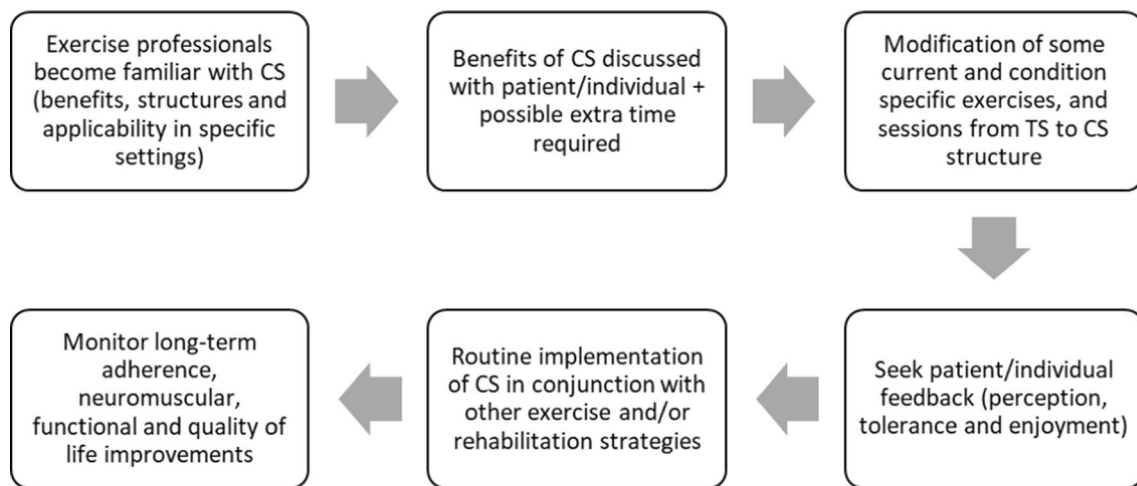 Exercise professionals
become familiar with CS
(benefits, structures and
applicability in specific
settings)
Benefits of CS discussed
with patient/individual +
possible extra time
required
Modification of some
current and condition
specific exercises, and
sessions from TS to CS
structure
Seek patient/individual
feedback (perception,
tolerance and enjoyment)
Routine implementation
of CS in conjunction with
other exercise and/or
rehabilitation strategies
Monitor long-term
adherence,
neuromuscular,
functional and quality of
life improvements